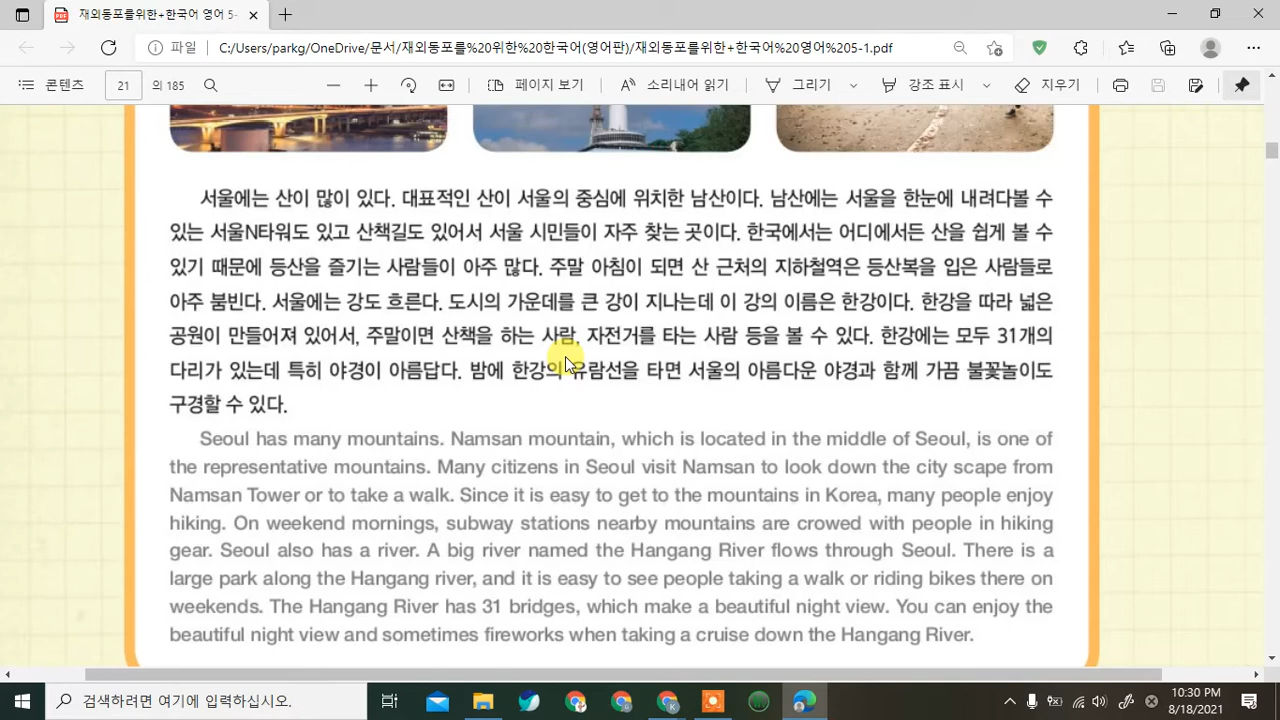 재외동포를위한+한국어 영어 5-
파일
C:/Users/parkg/OneDrive/문서/재외동포를%20위한%20한국어(영어판)/재외동포를위한+한국어%20영어%205-1.pdf
콘텐츠 21 의 185 페이지 보기 소리내어 읽기 그리기 강조 표시 지우기
서울에는 산이 많이 있다. 대표적인 산이 서울의 중심에 위치한 남산이다. 남산에는 서울을 한눈에 내려다볼 수
있는 서울N타워도 있고 산책길도 있어서 서울 시민들이 자주 찾는 곳이다. 한국에서는 어디에서든 산을 쉽게 볼 수
있기 때문에 등산을 즐기는 사람들이 아주 많다. 주말 아침이 되면 산 근처의 지하철역은 등산복을 입은 사람들로
아주 붐빈다. 서울에는 강도 흐른다. 도시의 가운데를 큰 강이 지나는데 이 강의 이름은 한강이다. 한강을 따라 넓은
공원이 만들어져 있어서, 주말이면 산책을 하는 사람, 자전거를 타는 사람 등을 볼 수 있다. 한강에는 모두 31개의
다리가 있는데 특히 야경이 아름답다. 밤에 한강의 유람선을 타면 서울의 아름다운 야경과 함께 가끔 불꽃놀이도
구경할 수 있다.
Seoul has many mountains. Namsan mountain, which is located in the middle of Seoul, is one of
the representative mountains. Many citizens in Seoul visit Namsan to look down the city scape from
Namsan Tower or to take a walk. Since it is easy to get to the mountains in Korea, many people enjoy
hiking. On weekend mornings, subway stations nearby mountains are crowed with people in hiking
gear. Seoul also has a river. A big river named the Hangang River flows through Seoul. There is a
large park along the Hangang river, and it is easy to see people taking a walk or riding bikes there on
weekends. The Hangang River has 31 bridges, which make a beautiful night view. You can enjoy the
beautiful night view and sometimes fireworks when taking a cruise down the Hangang River.
검색하려면 여기에 입력하십시오.
10:30 PM
8/18/2021